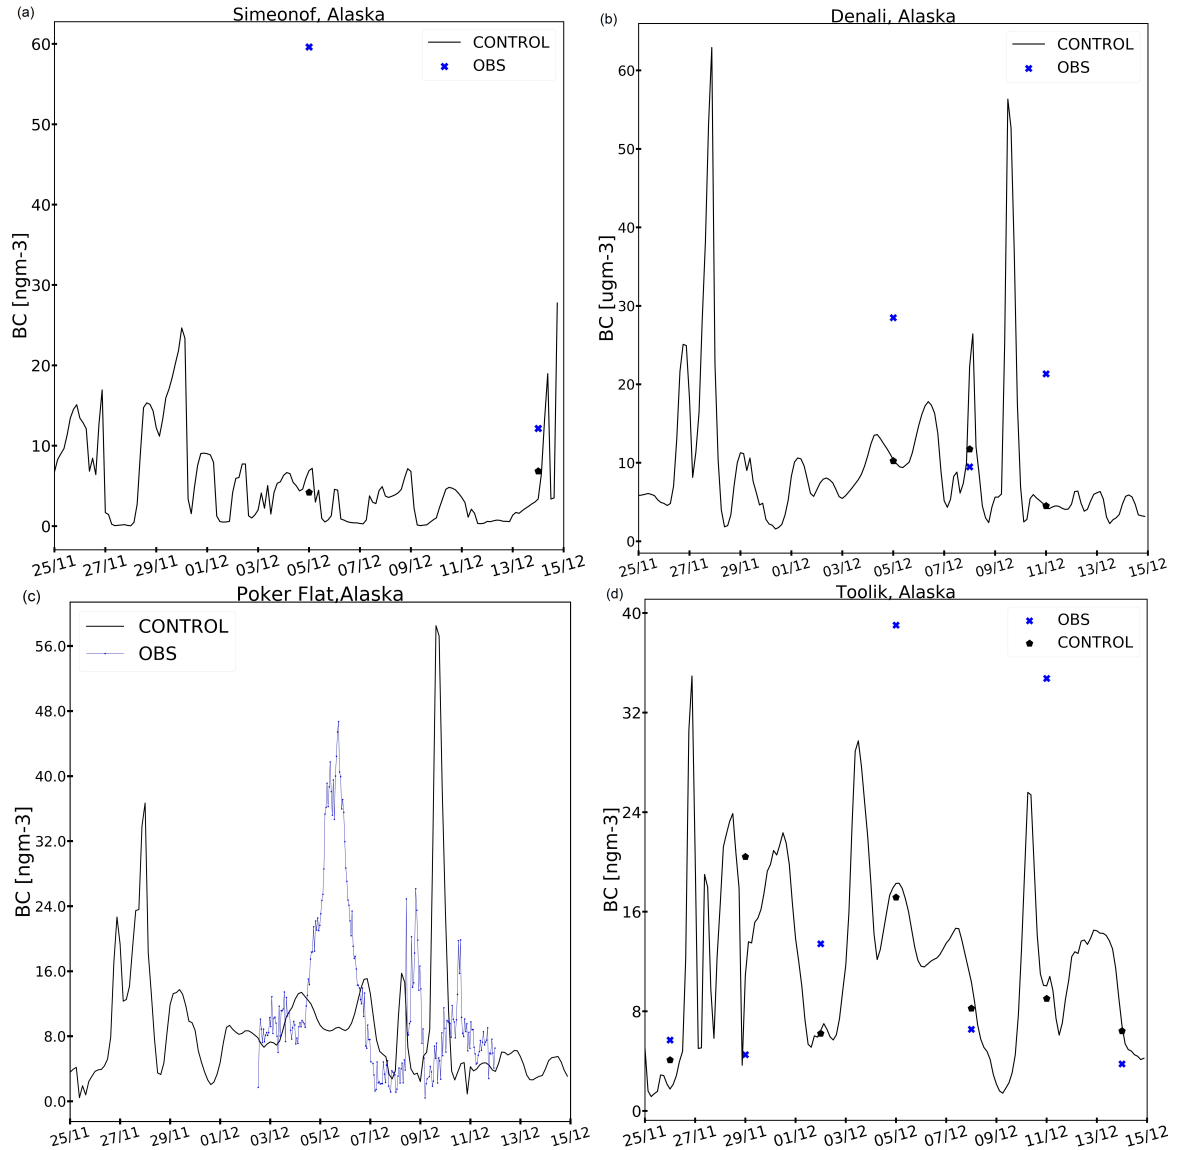 (a)
Simeonof, Alaska
CONTROL
OBS
BC [ngm-3]
60
50
40
30
20
10
0
25/11 27/11 29/11 01/12 03/12 05/12 07/12 09/12 11/12 13/12 15/12
(b)
Denali, Alaska
CONTROL
OBS
BC [ugm-3]
60
50
40
30
20
10
0
25/11 27/11 29/11 01/12 03/12 05/12 07/12 09/12 11/12 13/12 15/12
(c)
Poker Flat,Alaska
CONTROL
OBS
BC [ngm-3]
56.0
48.0
40.0
32.0
24.0
16.0
8.0
0.0
25/11 27/11 29/11 01/12 03/12 05/12 07/12 09/12 11/12 13/12 15/12
(d)
Toolik, Alaska
OBS
CONTROL
BC [ngm-3]
40
32
24
16
8
0
25/11 27/11 29/11 01/12 03/12 05/12 07/12 09/12 11/12 13/12 15/12